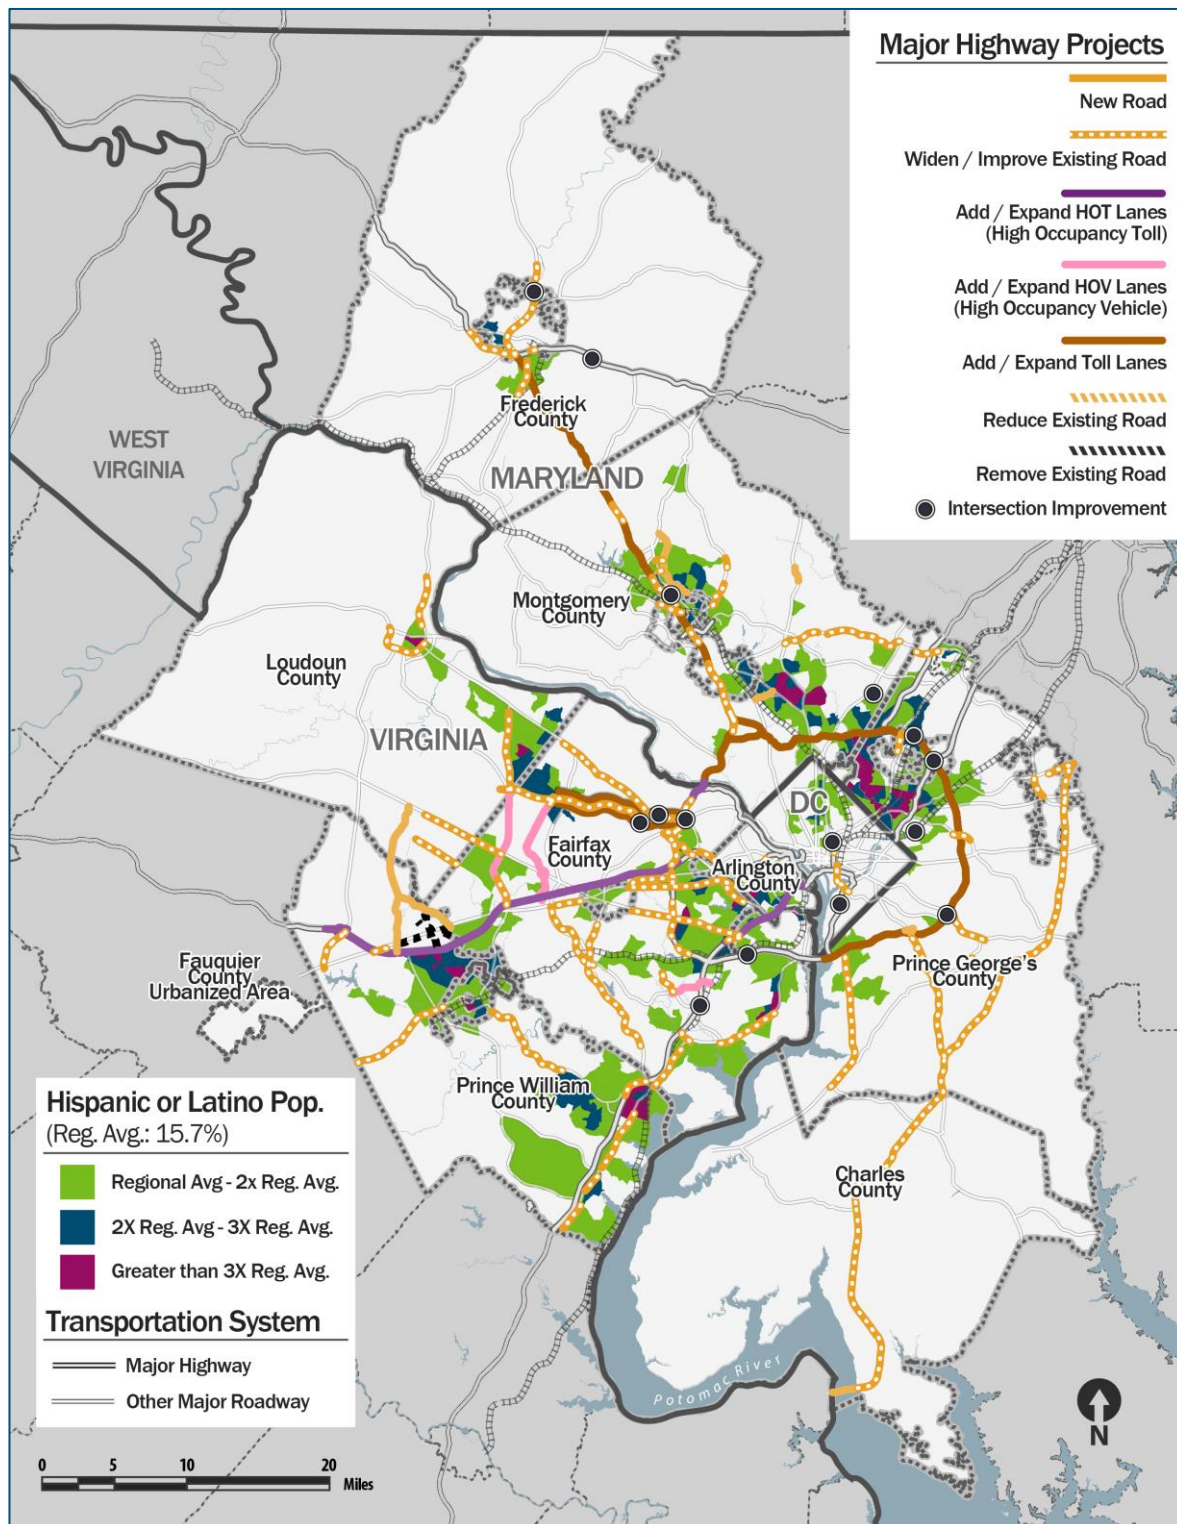 Major Highway Projects
New Road
Widen / Improve Existing Road
Add / Expand HOT Lanes
(High Occupancy Toll)
Add / Expand HOV Lanes
(High Occupancy Vehicle)
Add / Expand Toll Lanes
Reduce Existing Road
Remove Existing Road
Intersection Improvement
Frederick
County
WEST
VIRGINIA
MARYLAND
Montgomery
County
Loudoun
County
VIRGINIA
DC
Fairfax
County
Arlington
County
Fauquier
County
Urbanized Area
Prince George's
County
Prince William
County
Charles
County
Potomac River
Hispanic or Latino Pop.
(Reg. Avg.: 15.7%)
Regional Avg - 2x Reg. Avg.
2X Reg. Avg - 3X Reg. Avg.
Greater than 3X Reg. Avg.
Transportation System
Major Highway
Other Major Roadway
0 5 10 20
Miles
N